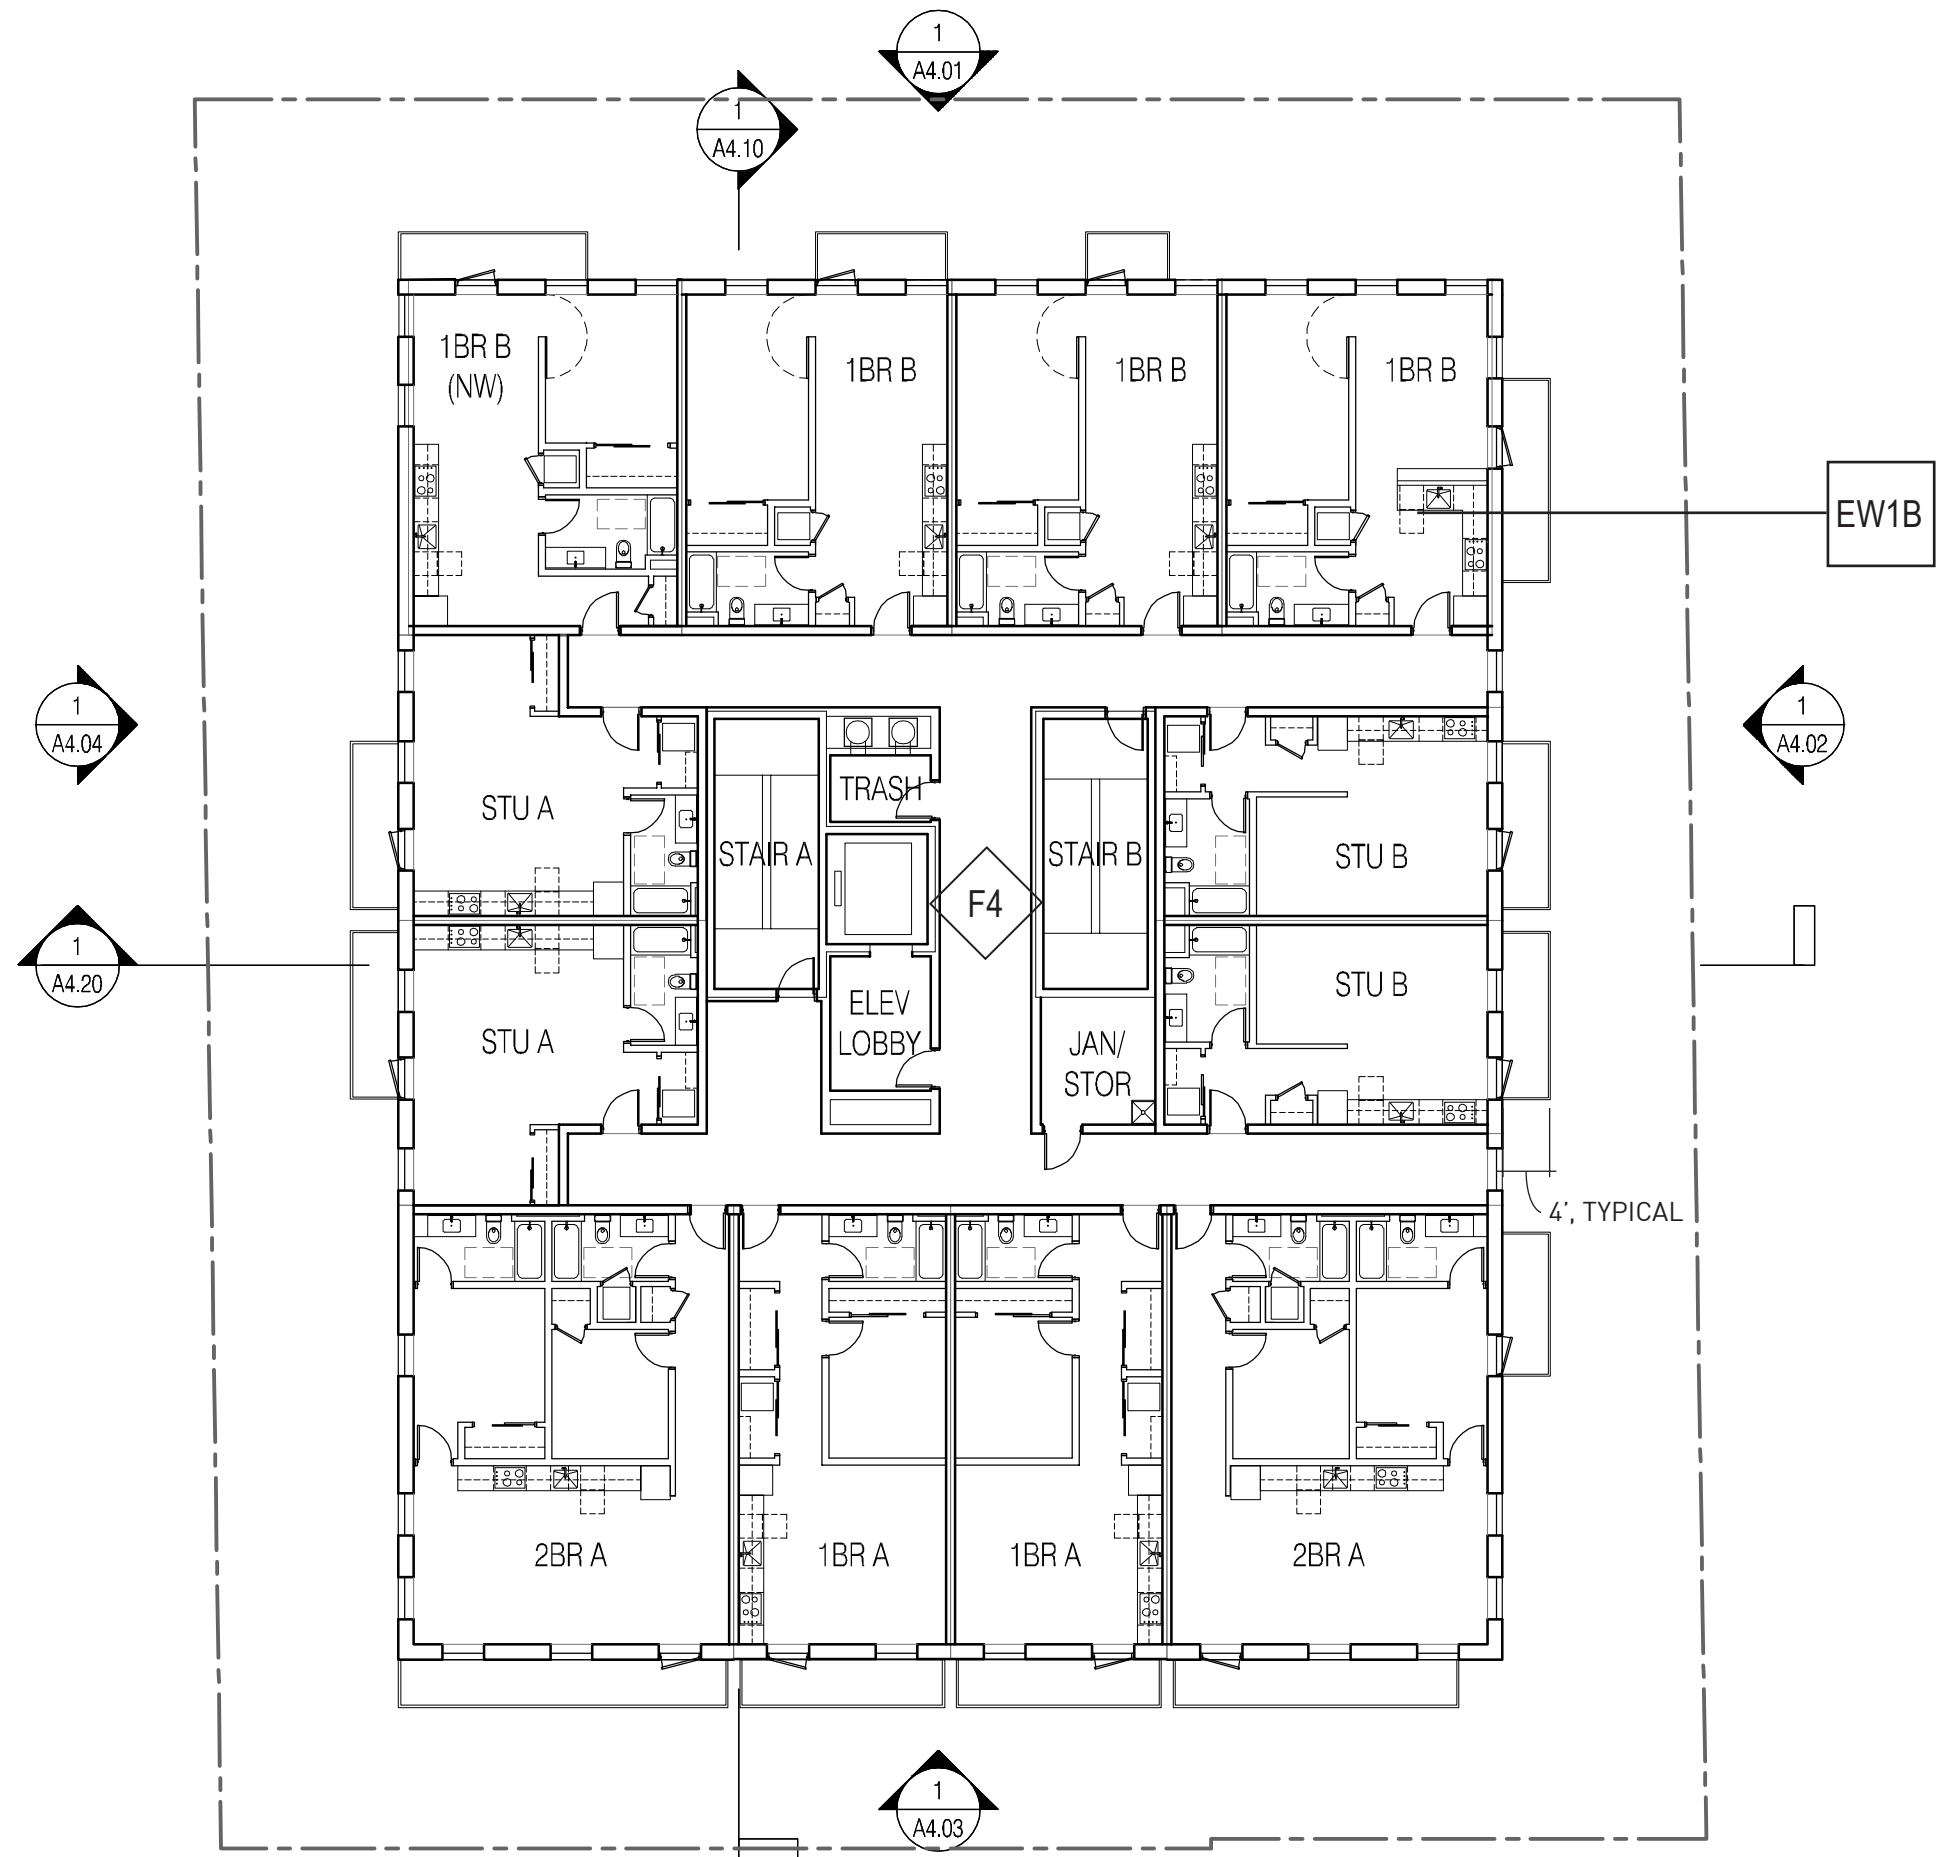 1
A4.01
1
A4.10
1BR B
(NW)
1BR B
1BR B
1BR B
EW1B
1
A4.04
1
A4.02
STU A
TRASH
STAIR A
STAIR B
STU B
F4
1
A4.20
STU A
ELEV
LOBBY
STU B
JAN/
STOR
4', TYPICAL
2BR A
1BR A
1BR A
2BR A
1
A4.03